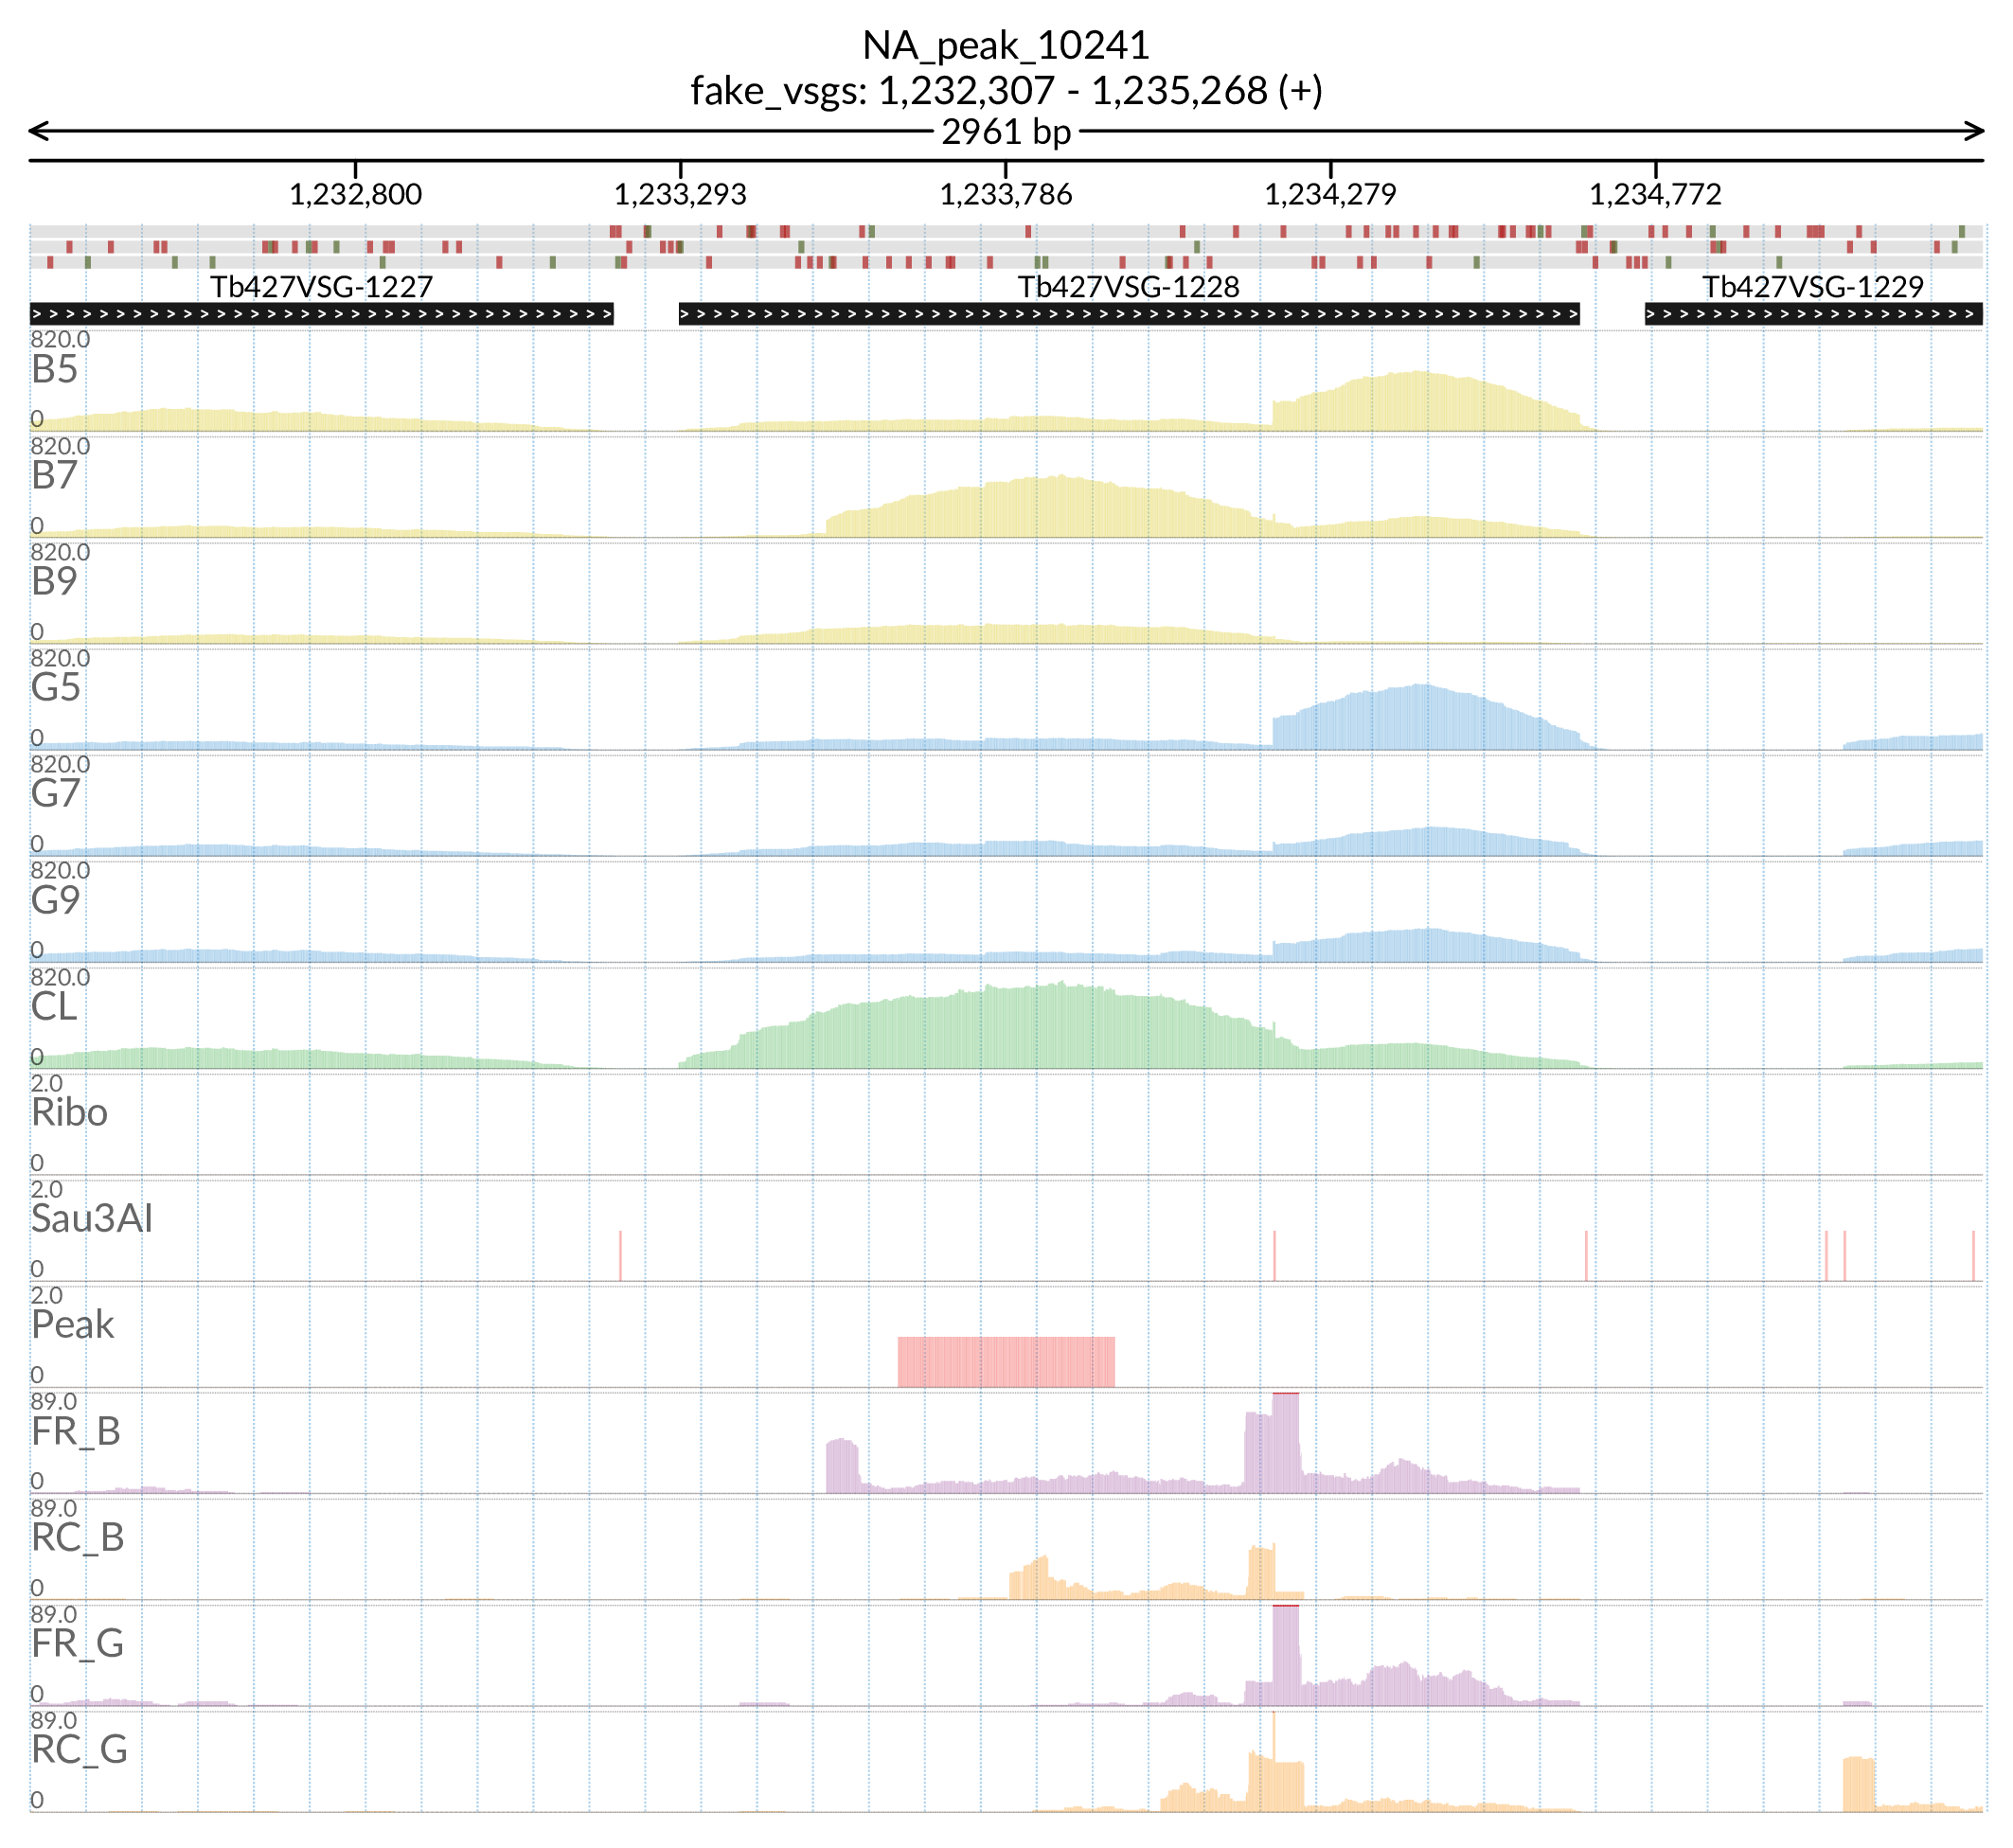 NA_peak_10241
fake_vsgs: 1,232,307 - 1,235,268 (+)
2961 bp
1,232,800 1,233,293 1,233,786 1,234,279 1,234,772
Tb427VSG-1227 Tb427VSG-1228 Tb427VSG-1229
820.0
B5
0
820.0
B7
0
820.0
B9
0
820.0
G5
0
820.0
G7
0
820.0
G9
0
820.0
CL
0
2.0
Ribo
0
2.0
Sau3AI
0
2.0
Peak
0
89.0
FR_B
0
89.0
RC_B
0
89.0
FR_G
0
89.0
RC_G
0